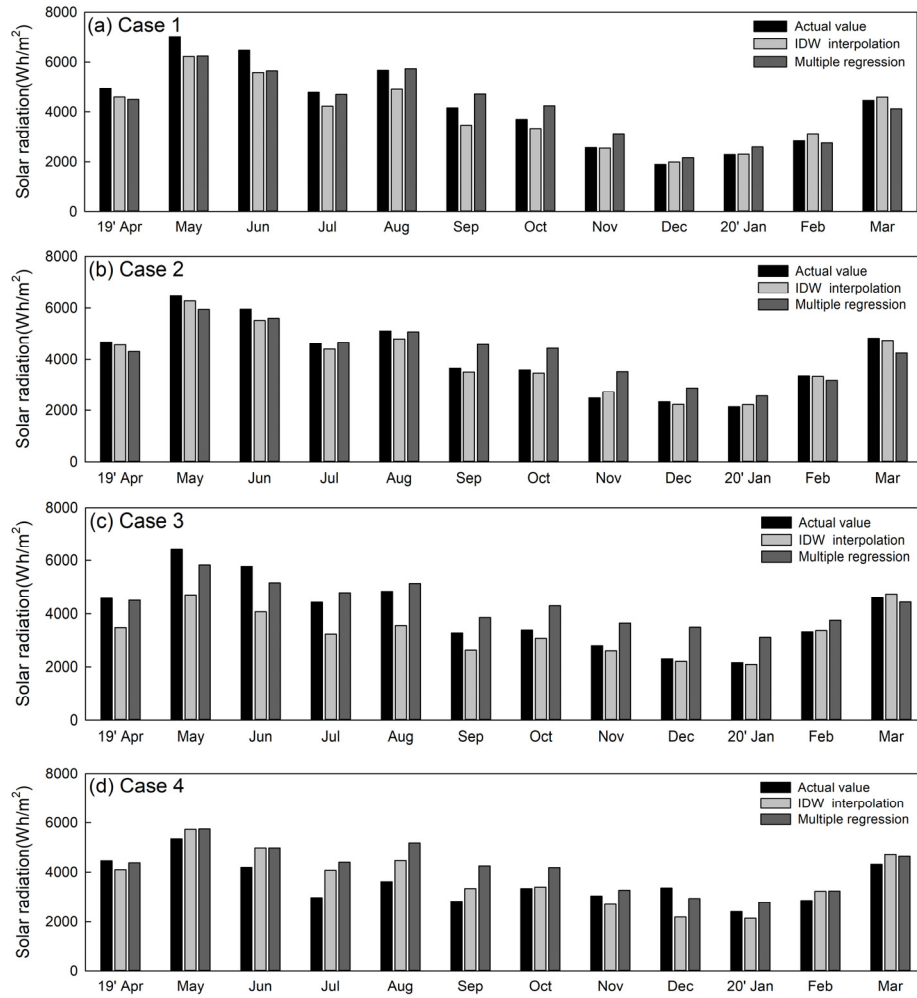 (a) Case 1
Actual value
IDW interpolation
Multiple regression
Solar radiation(Wh/m²)
8000
6000
4000
2000
0
19' Apr May Jun Jul Aug Sep Oct Nov Dec 20' Jan Feb Mar
(b) Case 2
Actual value
IDW interpolation
Multiple regression
Solar radiation(Wh/m²)
8000
6000
4000
2000
0
19' Apr May Jun Jul Aug Sep Oct Nov Dec 20' Jan Feb Mar
(c) Case 3
Actual value
IDW interpolation
Multiple regression
Solar radiation(Wh/m²)
8000
6000
4000
2000
0
19' Apr May Jun Jul Aug Sep Oct Nov Dec 20' Jan Feb Mar
(d) Case 4
Actual value
IDW interpolation
Multiple regression
Solar radiation(Wh/m²)
8000
6000
4000
2000
0
19' Apr May Jun Jul Aug Sep Oct Nov Dec 20' Jan Feb Mar